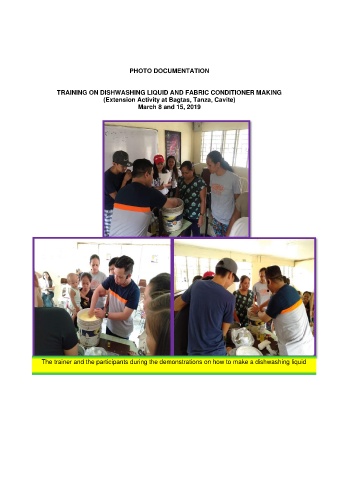 PHOTO DOCUMENTATION
TRAINING ON DISHWASHING LIQUID AND FABRIC CONDITIONER MAKING
(Extension Activity at Bagtas, Tanza, Cavite)
March 8 and 15, 2019
The trainer and the participants during the demonstrations on how to make a dishwashing liquid